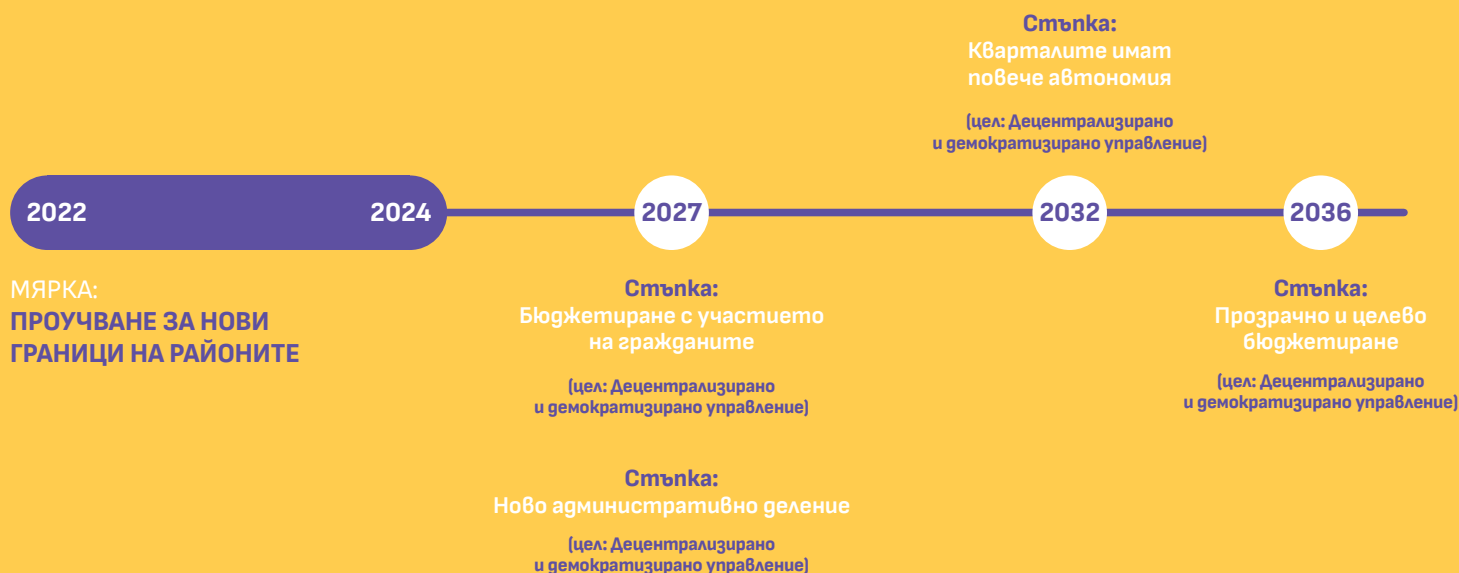 Стъпка:
Кварталите имат
повече автономия
(цел: Децентрализирано
и демократизирано управление)
2022
2024
2027
2032
2036
МЯРКА:
ПРОУЧВАНЕ ЗА НОВИ
ГРАНИЦИ НА РАЙОНИТЕ
Стъпка:
Бюджетиране с участието
на гражданите
(цел: Децентрализирано
и демократизирано управление)
Стъпка:
Ново административно деление
(цел: Децентрализирано
и демократизирано управление)
Стъпка:
Прозрачно и целево
бюджетиране
(цел: Децентрализирано
и демократизирано управление)